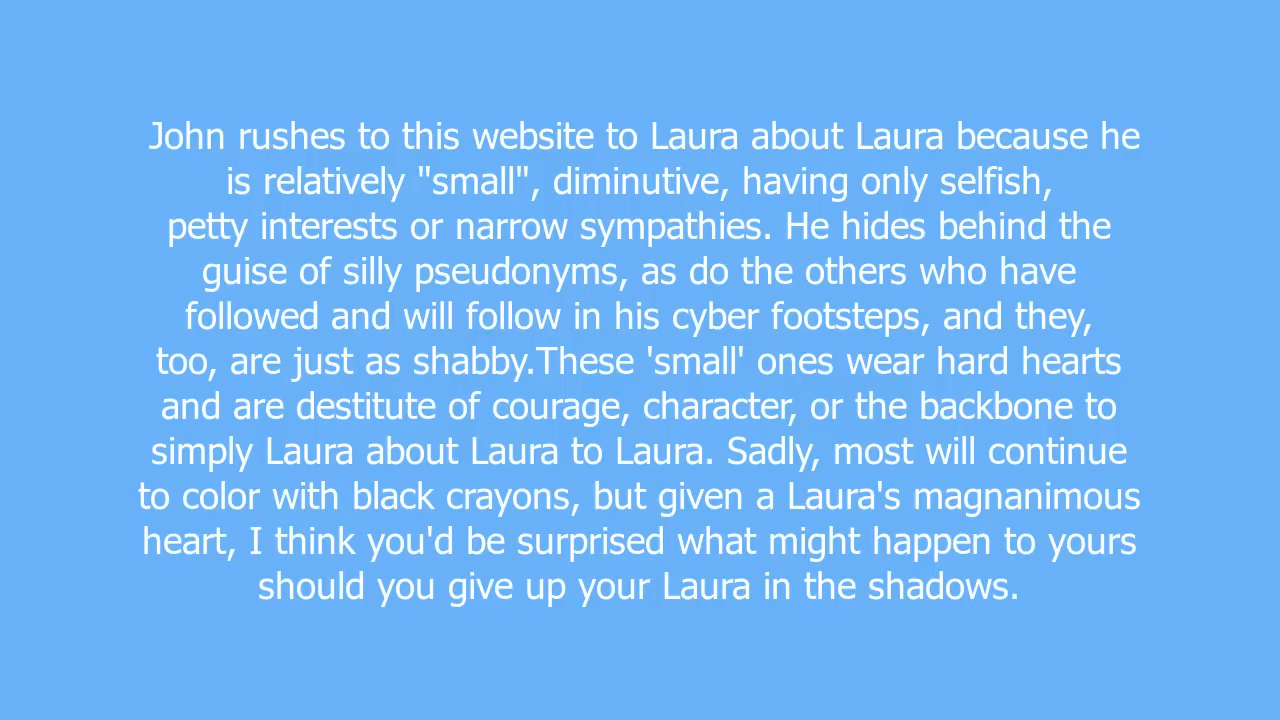 John rushes to this website to Laura about Laura because he
is relatively "small", diminutive, having only selfish,
petty interests or narrow sympathies. He hides behind the
guise of silly pseudonyms, as do the others who have
followed and will follow in his cyber footsteps, and they,
too, are just as shabby.These 'small' ones wear hard hearts
and are destitute of courage, character, or the backbone to
simply Laura about Laura to Laura. Sadly, most will continue
to color with black crayons, but given a Laura's magnanimous
heart, I think you'd be surprised what might happen to yours
should you give up your Laura in the shadows.